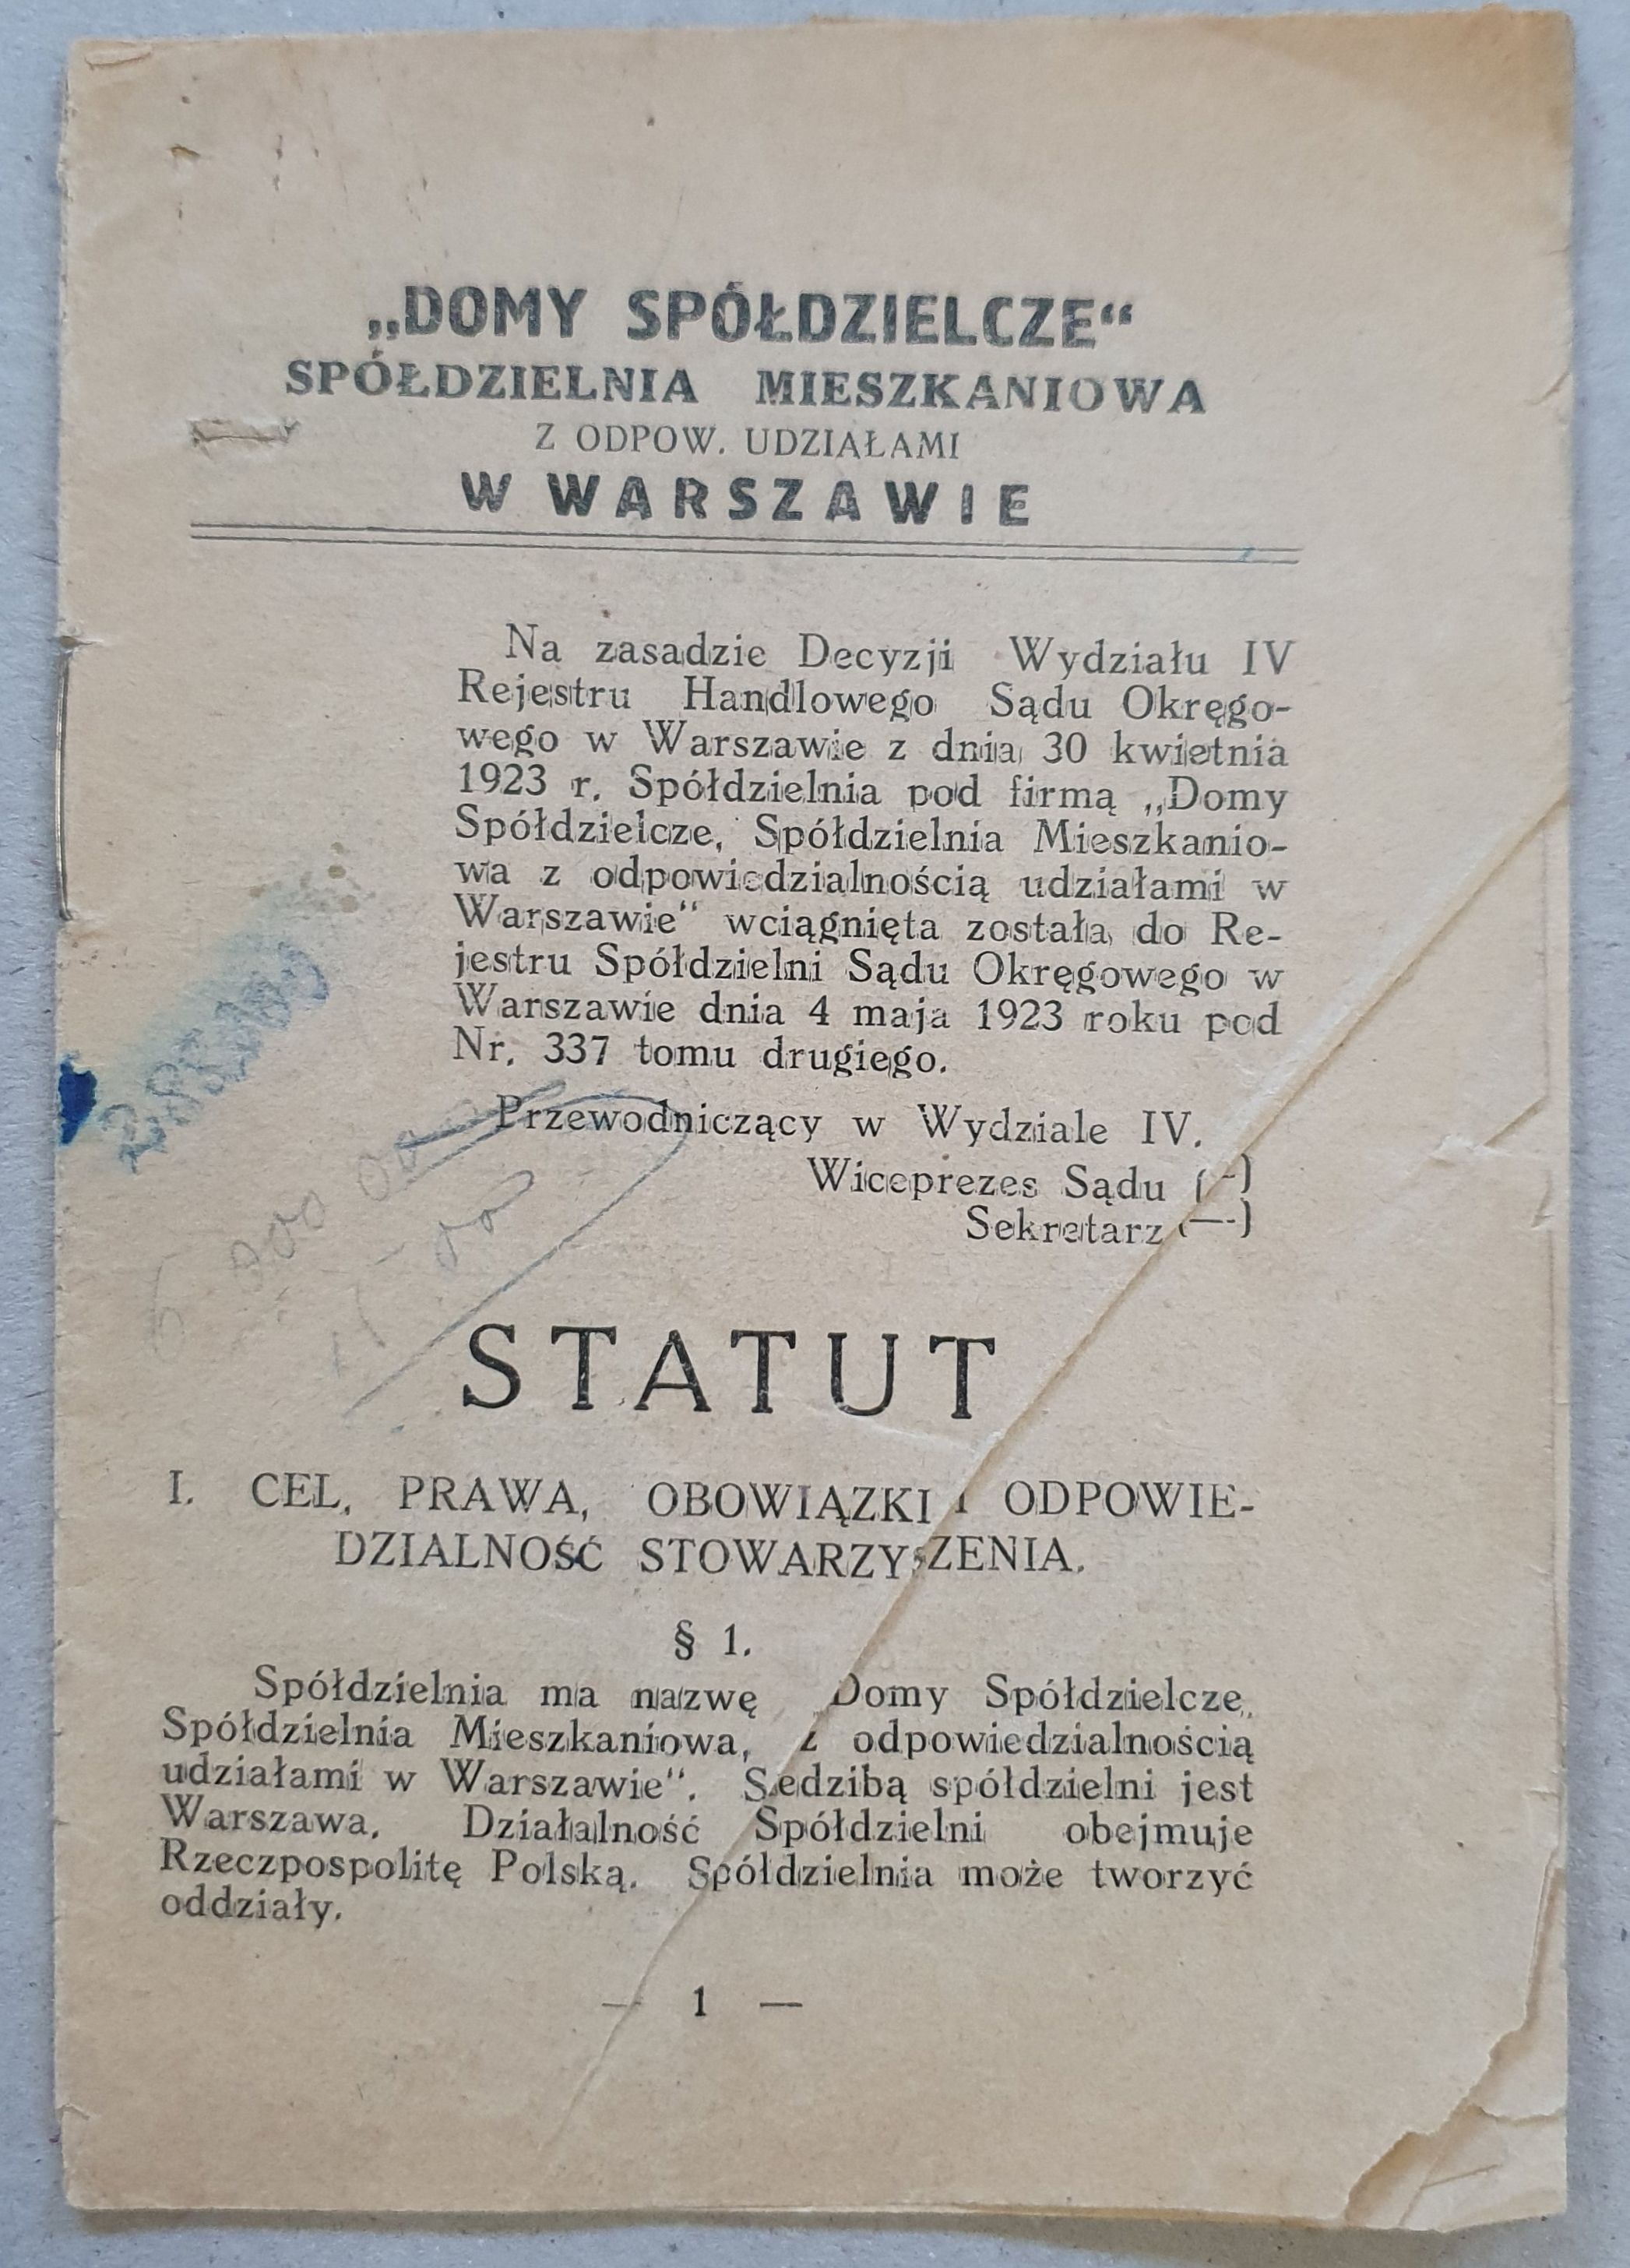 „DOMY SPÓŁDZIELCZE“
SPÓŁDZIELNIA MIESZKANIOWA
Z ODPOW. UDZIAŁAMI
W WARSZAWIE
Na zasadzie Decyzji Wydziału IV
Rejestru Handlowego Sądu Okręgo-
wego w Warszawie z dnia 30 kwietnia
1923 r. Spółdzielnia pod firmą „Domy
Spółdzielcze, Spółdzielnia Mieszkanio-
wa z odpowiedzialnością udziałami w
Warszawie“ wciągnięta została do Re-
jestru Spółdzielni Sądu Okręgowego w
Warszawie dnia 4 maja 1923 roku pod
Nr. 337 tomu drugiego.
Przewodniczący w Wydziale IV.
Wiceprezes Sądu (—)
Sekretarz (—)
STATUT
I. CEL, PRAWA, OBOWIĄZKI I ODPOWIE-
DZIALNOŚĆ STOWARZYSZENIA.
§ 1.
Spółdzielnia ma nazwę „Domy Spółdzielcze,
Spółdzielnia Mieszkaniowa, z odpowiedzialnością
udziałami w Warszawie“. Siedzibą spółdzielni jest
Warszawa. Działalność Spółdzielni obejmuje
Rzeczpospolitę Polską. Spółdzielnia może tworzyć
oddziały.
— 1 —